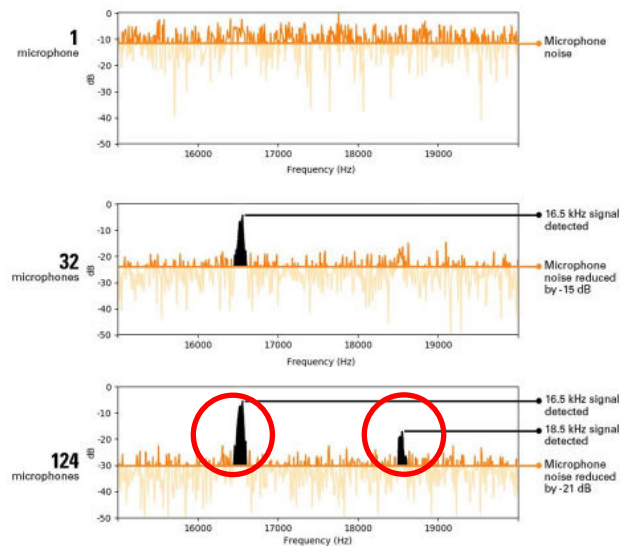 1
microphone
0
-10
-20
-30
-40
-50
dB
16000 17000 18000 19000
Frequency (Hz)
Microphone
noise
32
microphones
0
-10
-20
-30
-40
-50
dB
16000 17000 18000 19000
Frequency (Hz)
16.5 kHz signal
detected
Microphone
noise reduced
by -15 dB
124
microphones
0
-10
-20
-30
-40
-50
dB
16000 17000 18000 19000
Frequency (Hz)
16.5 kHz signal
detected
18.5 kHz signal
detected
Microphone
noise reduced
by -21 dB